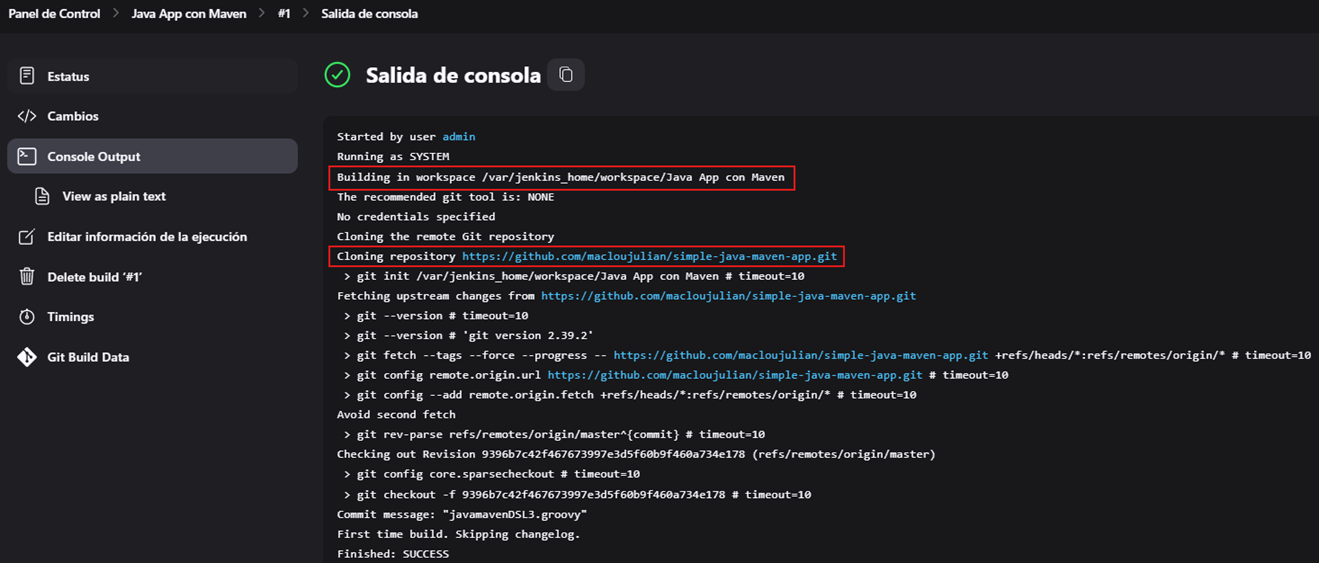 Panel de Control > Java App con Maven > #1 > Salida de consola
Estatus
Cambios
Console Output
View as plain text
Editar información de la ejecución
Delete build ‘#1’
Timings
Git Build Data
Salida de consola
Started by user admin
Running as SYSTEM
Building in workspace /var/jenkins_home/workspace/Java App con Maven
The recommended git tool is: NONE
No credentials specified
Cloning the remote Git repository
Cloning repository https://github.com/macloujulian/simple-java-maven-app.git
> git init /var/jenkins_home/workspace/Java App con Maven # timeout=10
Fetching upstream changes from https://github.com/macloujulian/simple-java-maven-app.git
> git --version # timeout=10
> git --version # 'git version 2.39.2'
> git fetch --tags --force --progress -- https://github.com/macloujulian/simple-java-maven-app.git +refs/heads/*:refs/remotes/origin/* # timeout=10
> git config remote.origin.url https://github.com/macloujulian/simple-java-maven-app.git # timeout=10
> git config --add remote.origin.fetch +refs/heads/*:refs/remotes/origin/* # timeout=10
Avoid second fetch
> git rev-parse refs/remotes/origin/master^{commit} # timeout=10
Checking out Revision 9396b7c42f467673997e3d5f60b9f460a734e178 (refs/remotes/origin/master)
> git config core.sparsecheckout # timeout=10
> git checkout -f 9396b7c42f467673997e3d5f60b9f460a734e178 # timeout=10
Commit message: "javamavenDSL3.groovy"
First time build. Skipping changelog.
Finished: SUCCESS